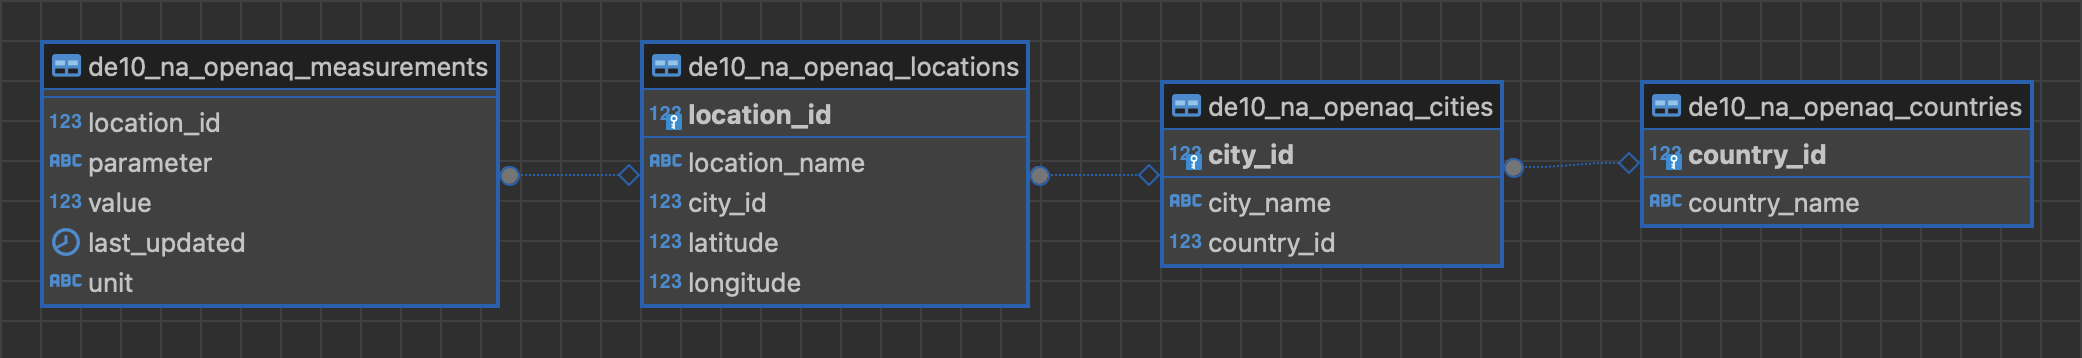 de10_na_openaq_measurements
123 location_id
ABC parameter
123 value
last_updated
ABC unit
de10_na_openaq_locations
123 location_id
ABC location_name
123 city_id
123 latitude
123 longitude
de10_na_openaq_cities
123 city_id
ABC city_name
123 country_id
de10_na_openaq_countries
123 country_id
ABC country_name